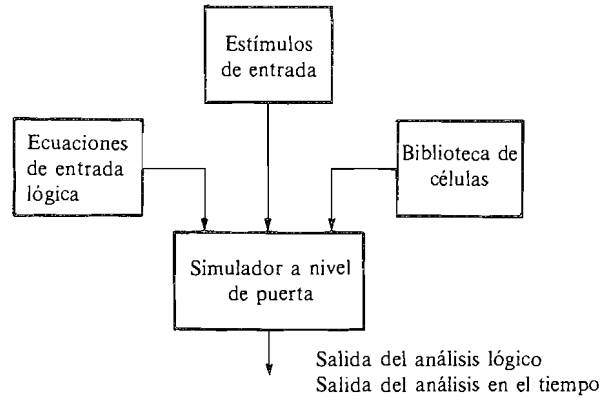 Estímulos
de entrada
Ecuaciones
de entrada
lógica
Biblioteca de
células
Simulador a nivel
de puerta
Salida del análisis lógico
Salida del análisis en el tiempo